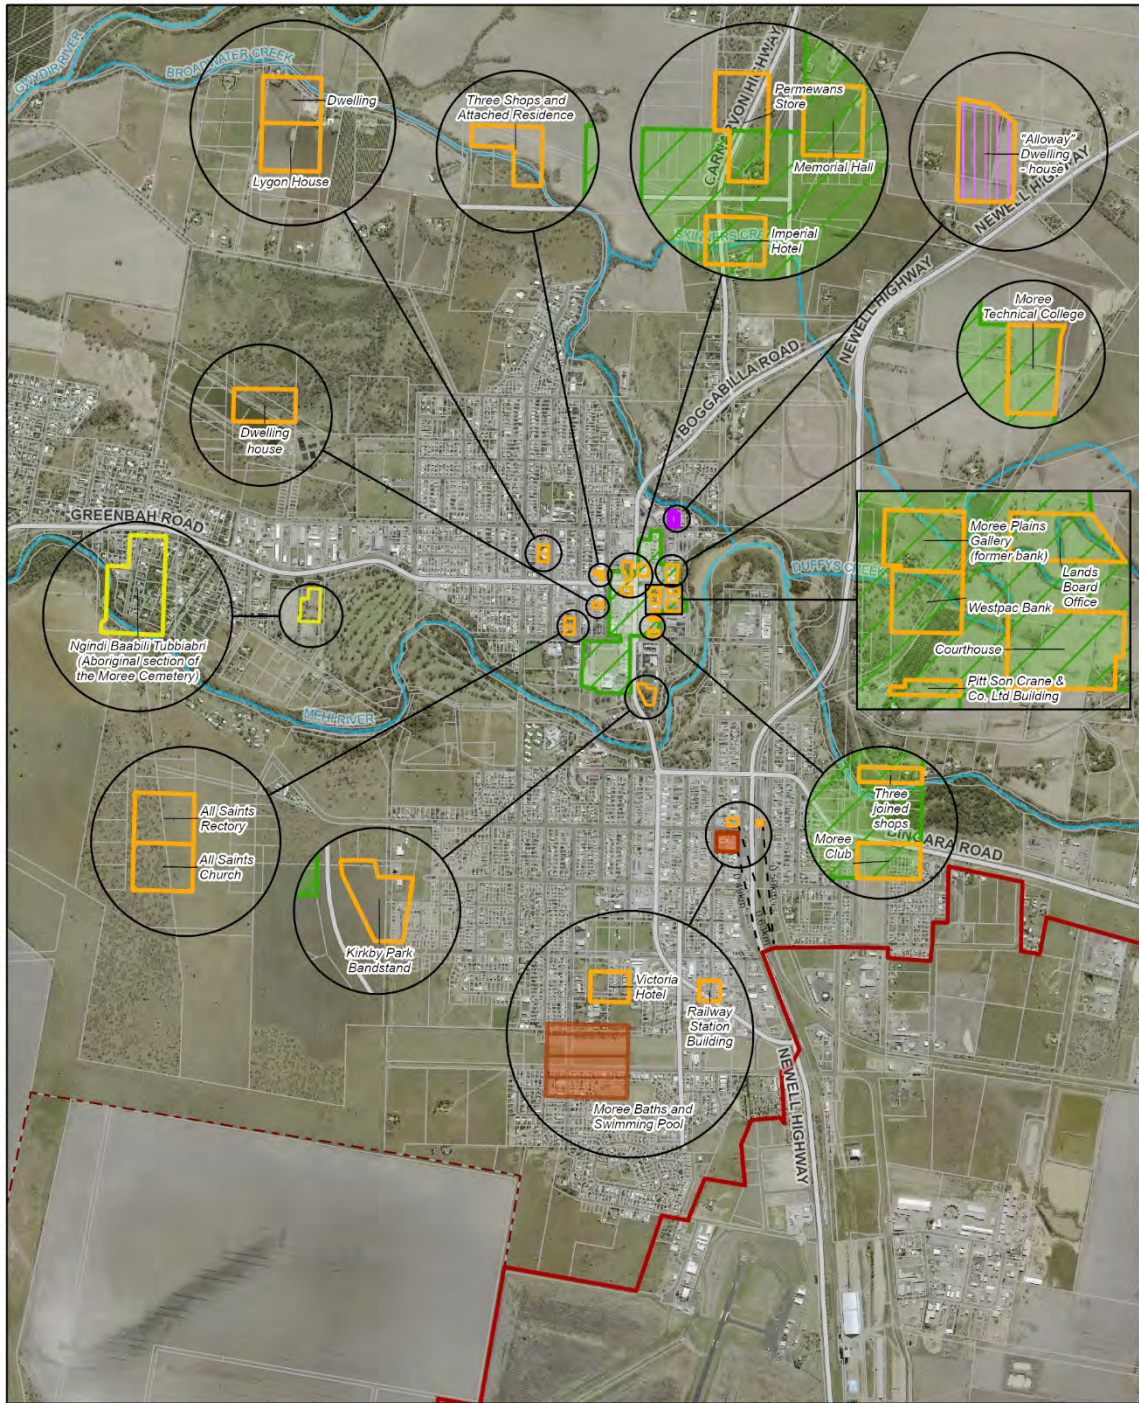 GWYDIR RIVER
BROADWATER CREEK
Dwelling
Lygon House
Three Shops and
Attached Residence
CARNARVON HIGHWAY
Permewans
Store
Memorial Hall
SKINNERS CREEK
Imperial
Hotel
"Alloway"
Dwelling
- house
NEWELL HIGHWAY
NEWELL HIGHWAY
Moree
Technical College
BOGGABILLA ROAD
Dwelling
house
GREENBAH ROAD
Moree Plains
Gallery
(former bank)
Lands
Board
Office
Westpac Bank
Courthouse
Pitt Son Crane &
Co. Ltd Building
DUFFYS CREEK
Ngindi Baabili Tubbiabri
(Aboriginal section of
the Moree Cemetery)
MEHI RIVER
All Saints
Rectory
All Saints
Church
Kirkby Park
Bandstand
Three
joined
shops
Moree
Club
GINGARA ROAD
Victoria
Hotel
Railway
Station
Building
Moree Baths and
Swimming Pool
NEWELL HIGHWAY